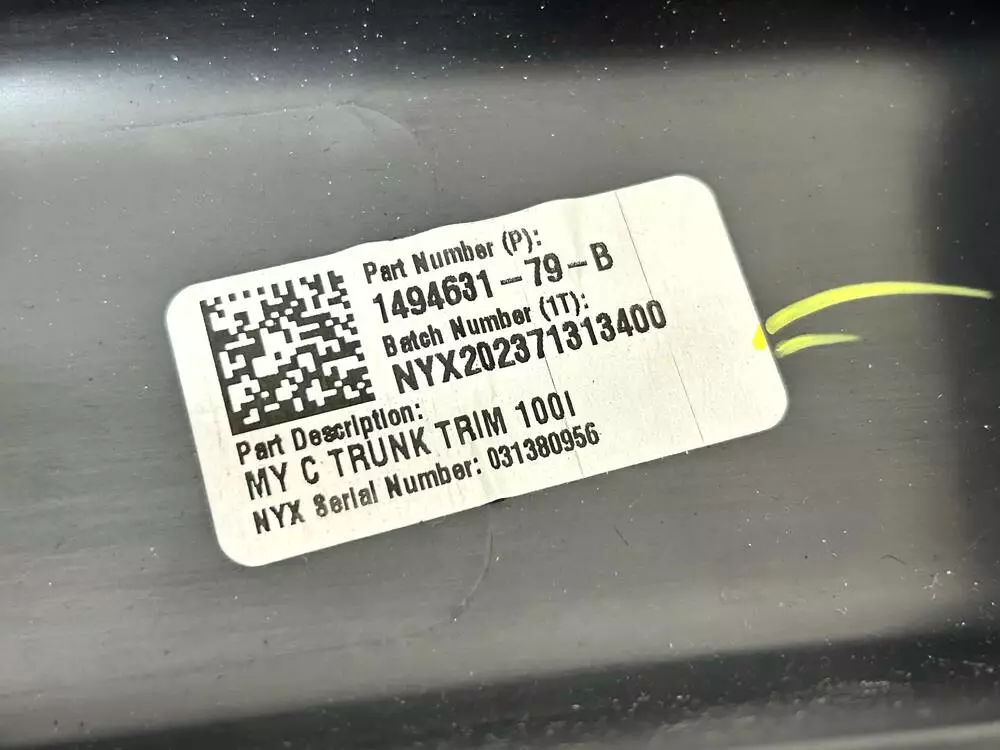 Part Number (P):
1494631-79-B
Batch Number (1T):
NYX202371313400
Part Description:
MY C TRUNK TRIM 100I
NYX Serial Number: 031380956